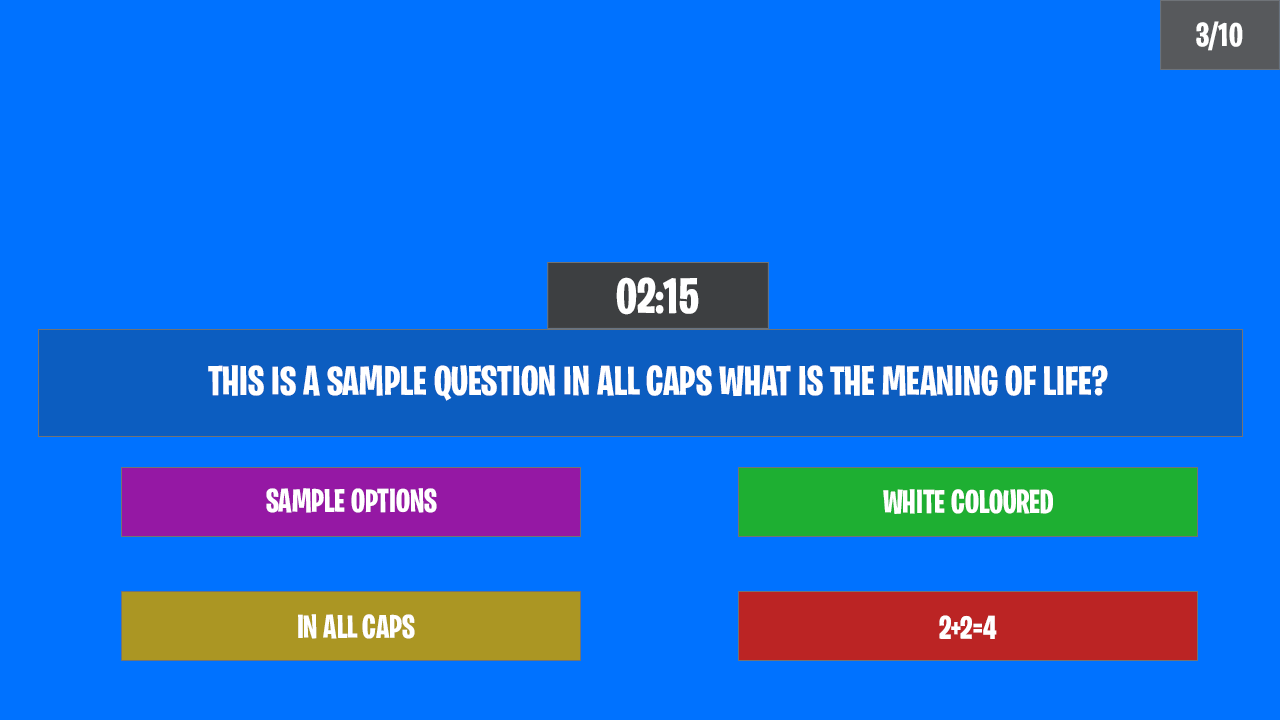 3/10
02:15
THIS IS A SAMPLE QUESTION IN ALL CAPS WHAT IS THE MEANING OF LIFE?
SAMPLE OPTIONS
WHITE COLOURED
IN ALL CAPS
2+2=4